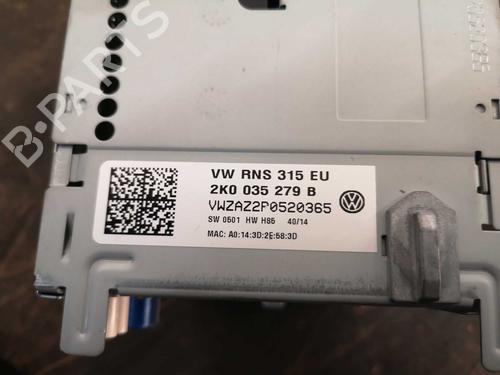 B-PARTS
VW RNS 315 EU
2K0 035 279 B
VWZAZ2P0520365
SW 0501 HW H85 40/14
MAC: A0:14:3D:2E:58:3D